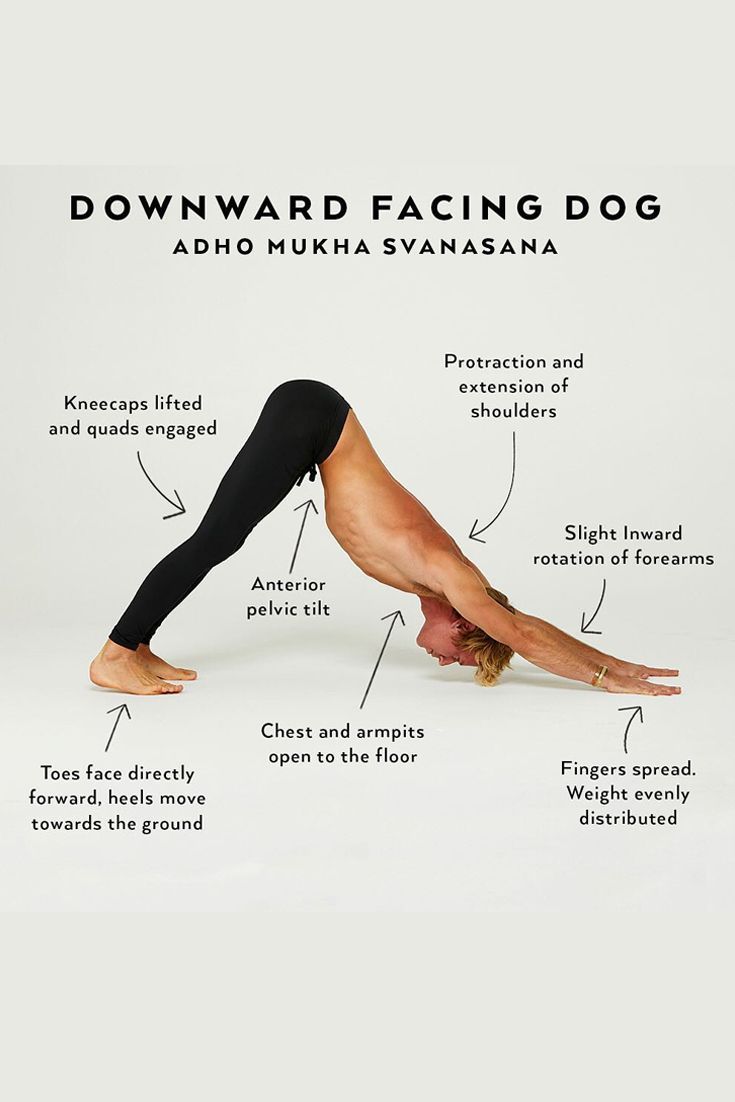 DOWNWARD FACING DOG
ADHO MUKHA SVANASANA
Protraction and
extension of
shoulders
Kneecaps lifted
and quads engaged
Slight Inward
rotation of forearms
Anterior
pelvic tilt
Chest and armpits
open to the floor
Toes face directly
forward, heels move
towards the ground
Fingers spread.
Weight evenly
distributed